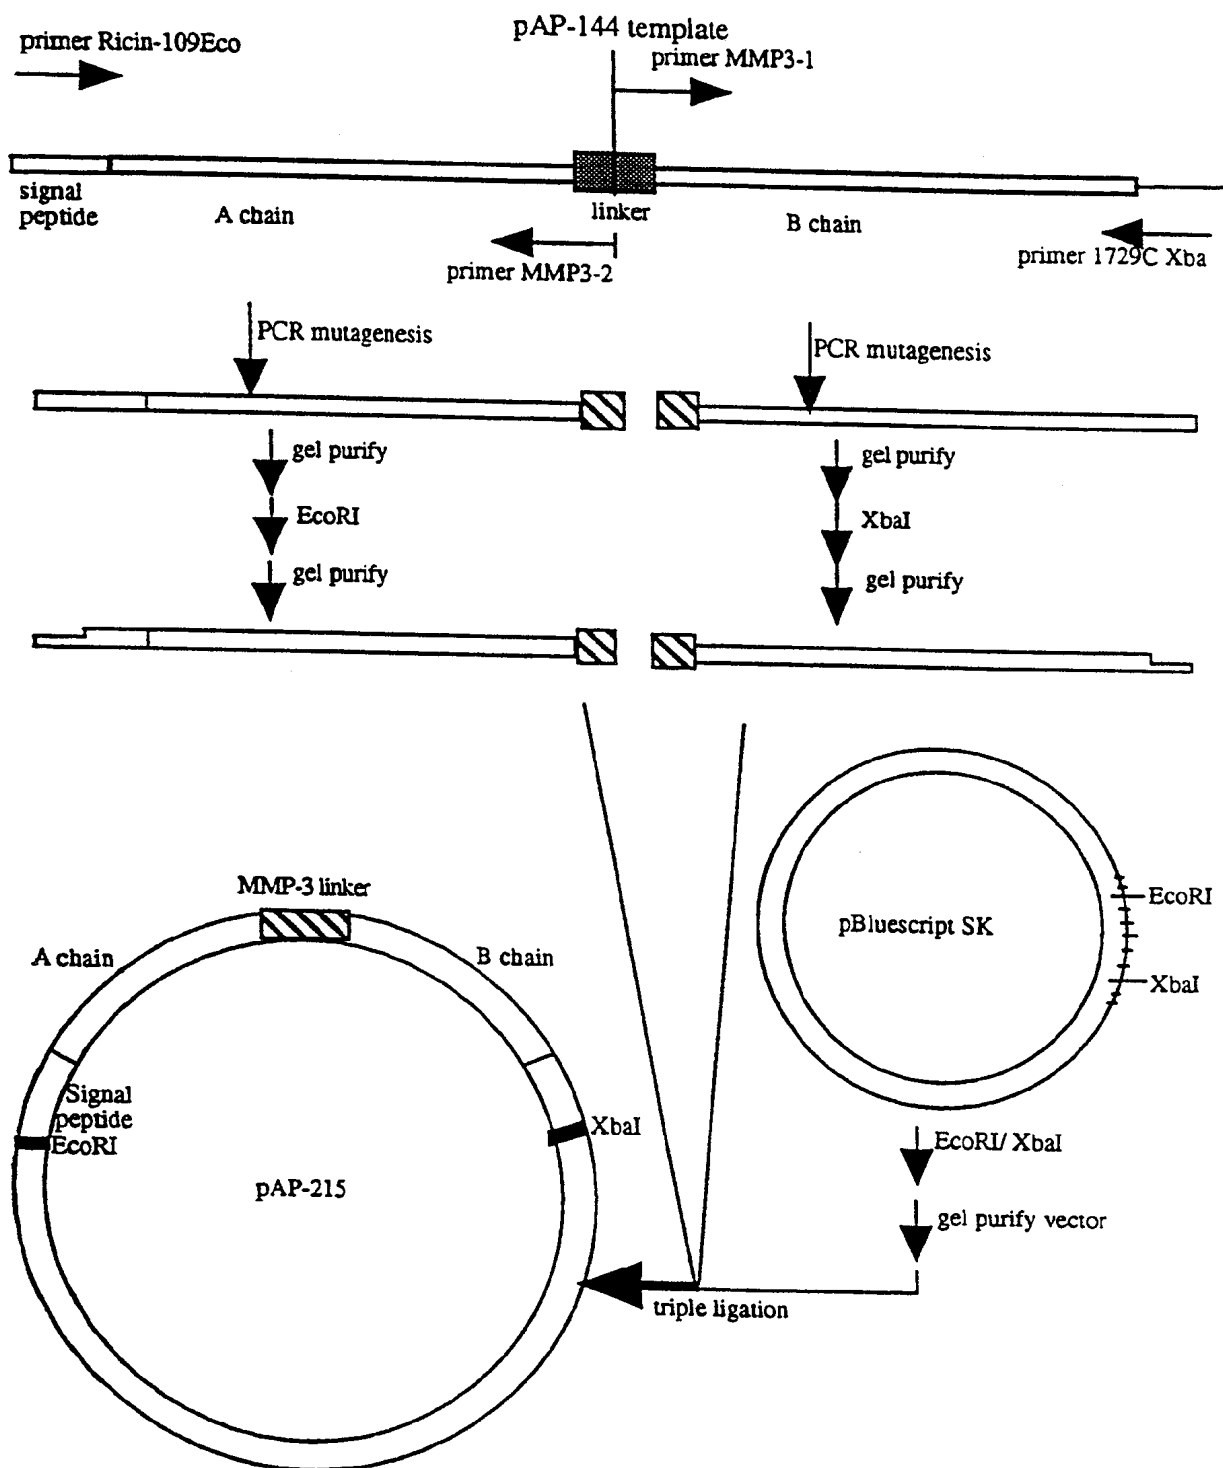 pAP-144 template
primer Ricin-109Eco
primer MMP3-1
signal
peptide
A chain
linker
B chain
primer MMP3-2
primer 1729C Xba
PCR mutagenesis
PCR mutagenesis
gel purify
gel purify
EcoRI
XbaI
gel purify
gel purify
MMP-3 linker
A chain
B chain
pBluescript SK
EcoRI
XbaI
Signal
peptide
EcoRI
XbaI
pAP-215
EcoRI/ XbaI
gel purify vector
triple ligation